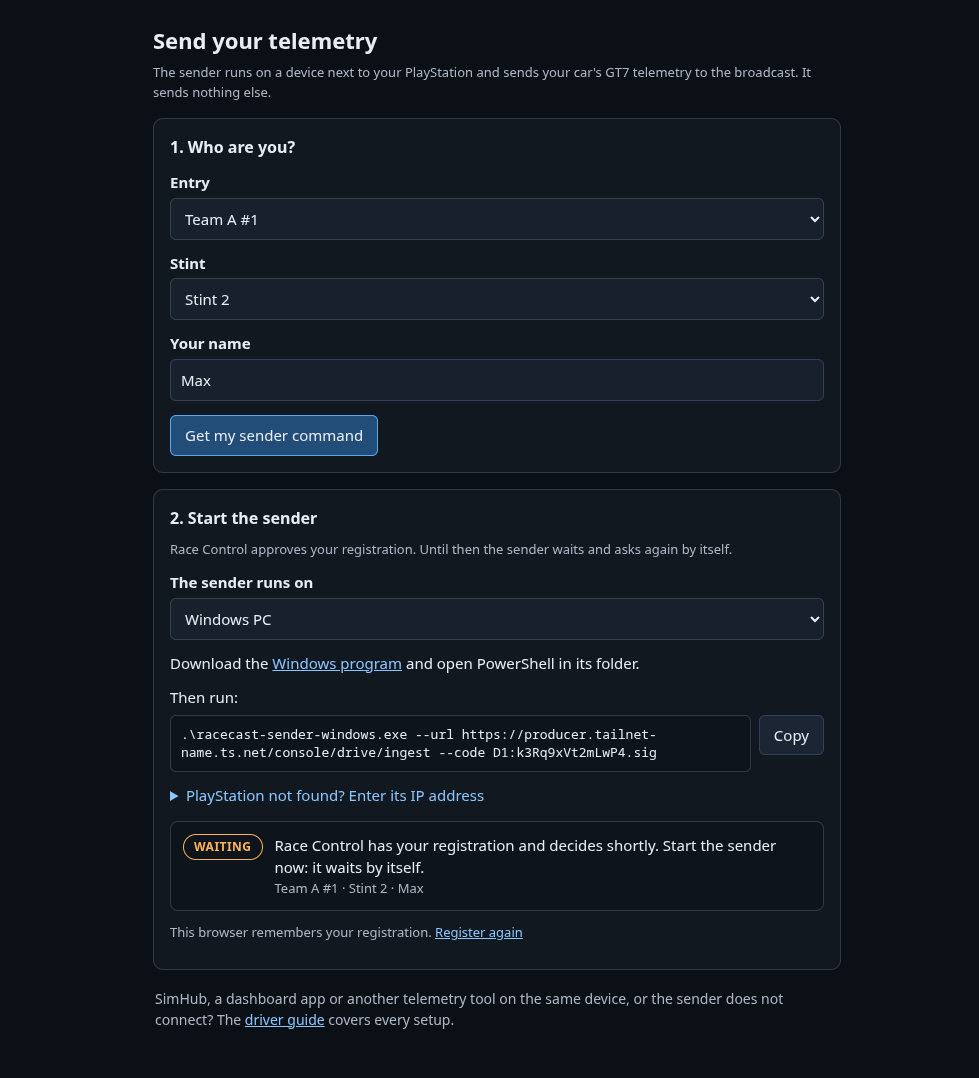 Send your telemetry
The sender runs on a device next to your PlayStation and sends your car's GT7 telemetry to the broadcast. It
sends nothing else.
1. Who are you?
Entry
Team A #1
Stint
Stint 2
Your name
Max
Get my sender command
2. Start the sender
Race Control approves your registration. Until then the sender waits and asks again by itself.
The sender runs on
Windows PC
Download the Windows program and open PowerShell in its folder.
Then run:
.\racecast-sender-windows.exe --url https://producer.tailnet-
name.ts.net/console/drive/ingest --code D1:k3Rq9xVt2mLwP4.sig
Copy
PlayStation not found? Enter its IP address
WAITING
Race Control has your registration and decides shortly. Start the sender
now: it waits by itself.
Team A #1 · Stint 2 · Max
This browser remembers your registration. Register again
SimHub, a dashboard app or another telemetry tool on the same device, or the sender does not
connect? The driver guide covers every setup.